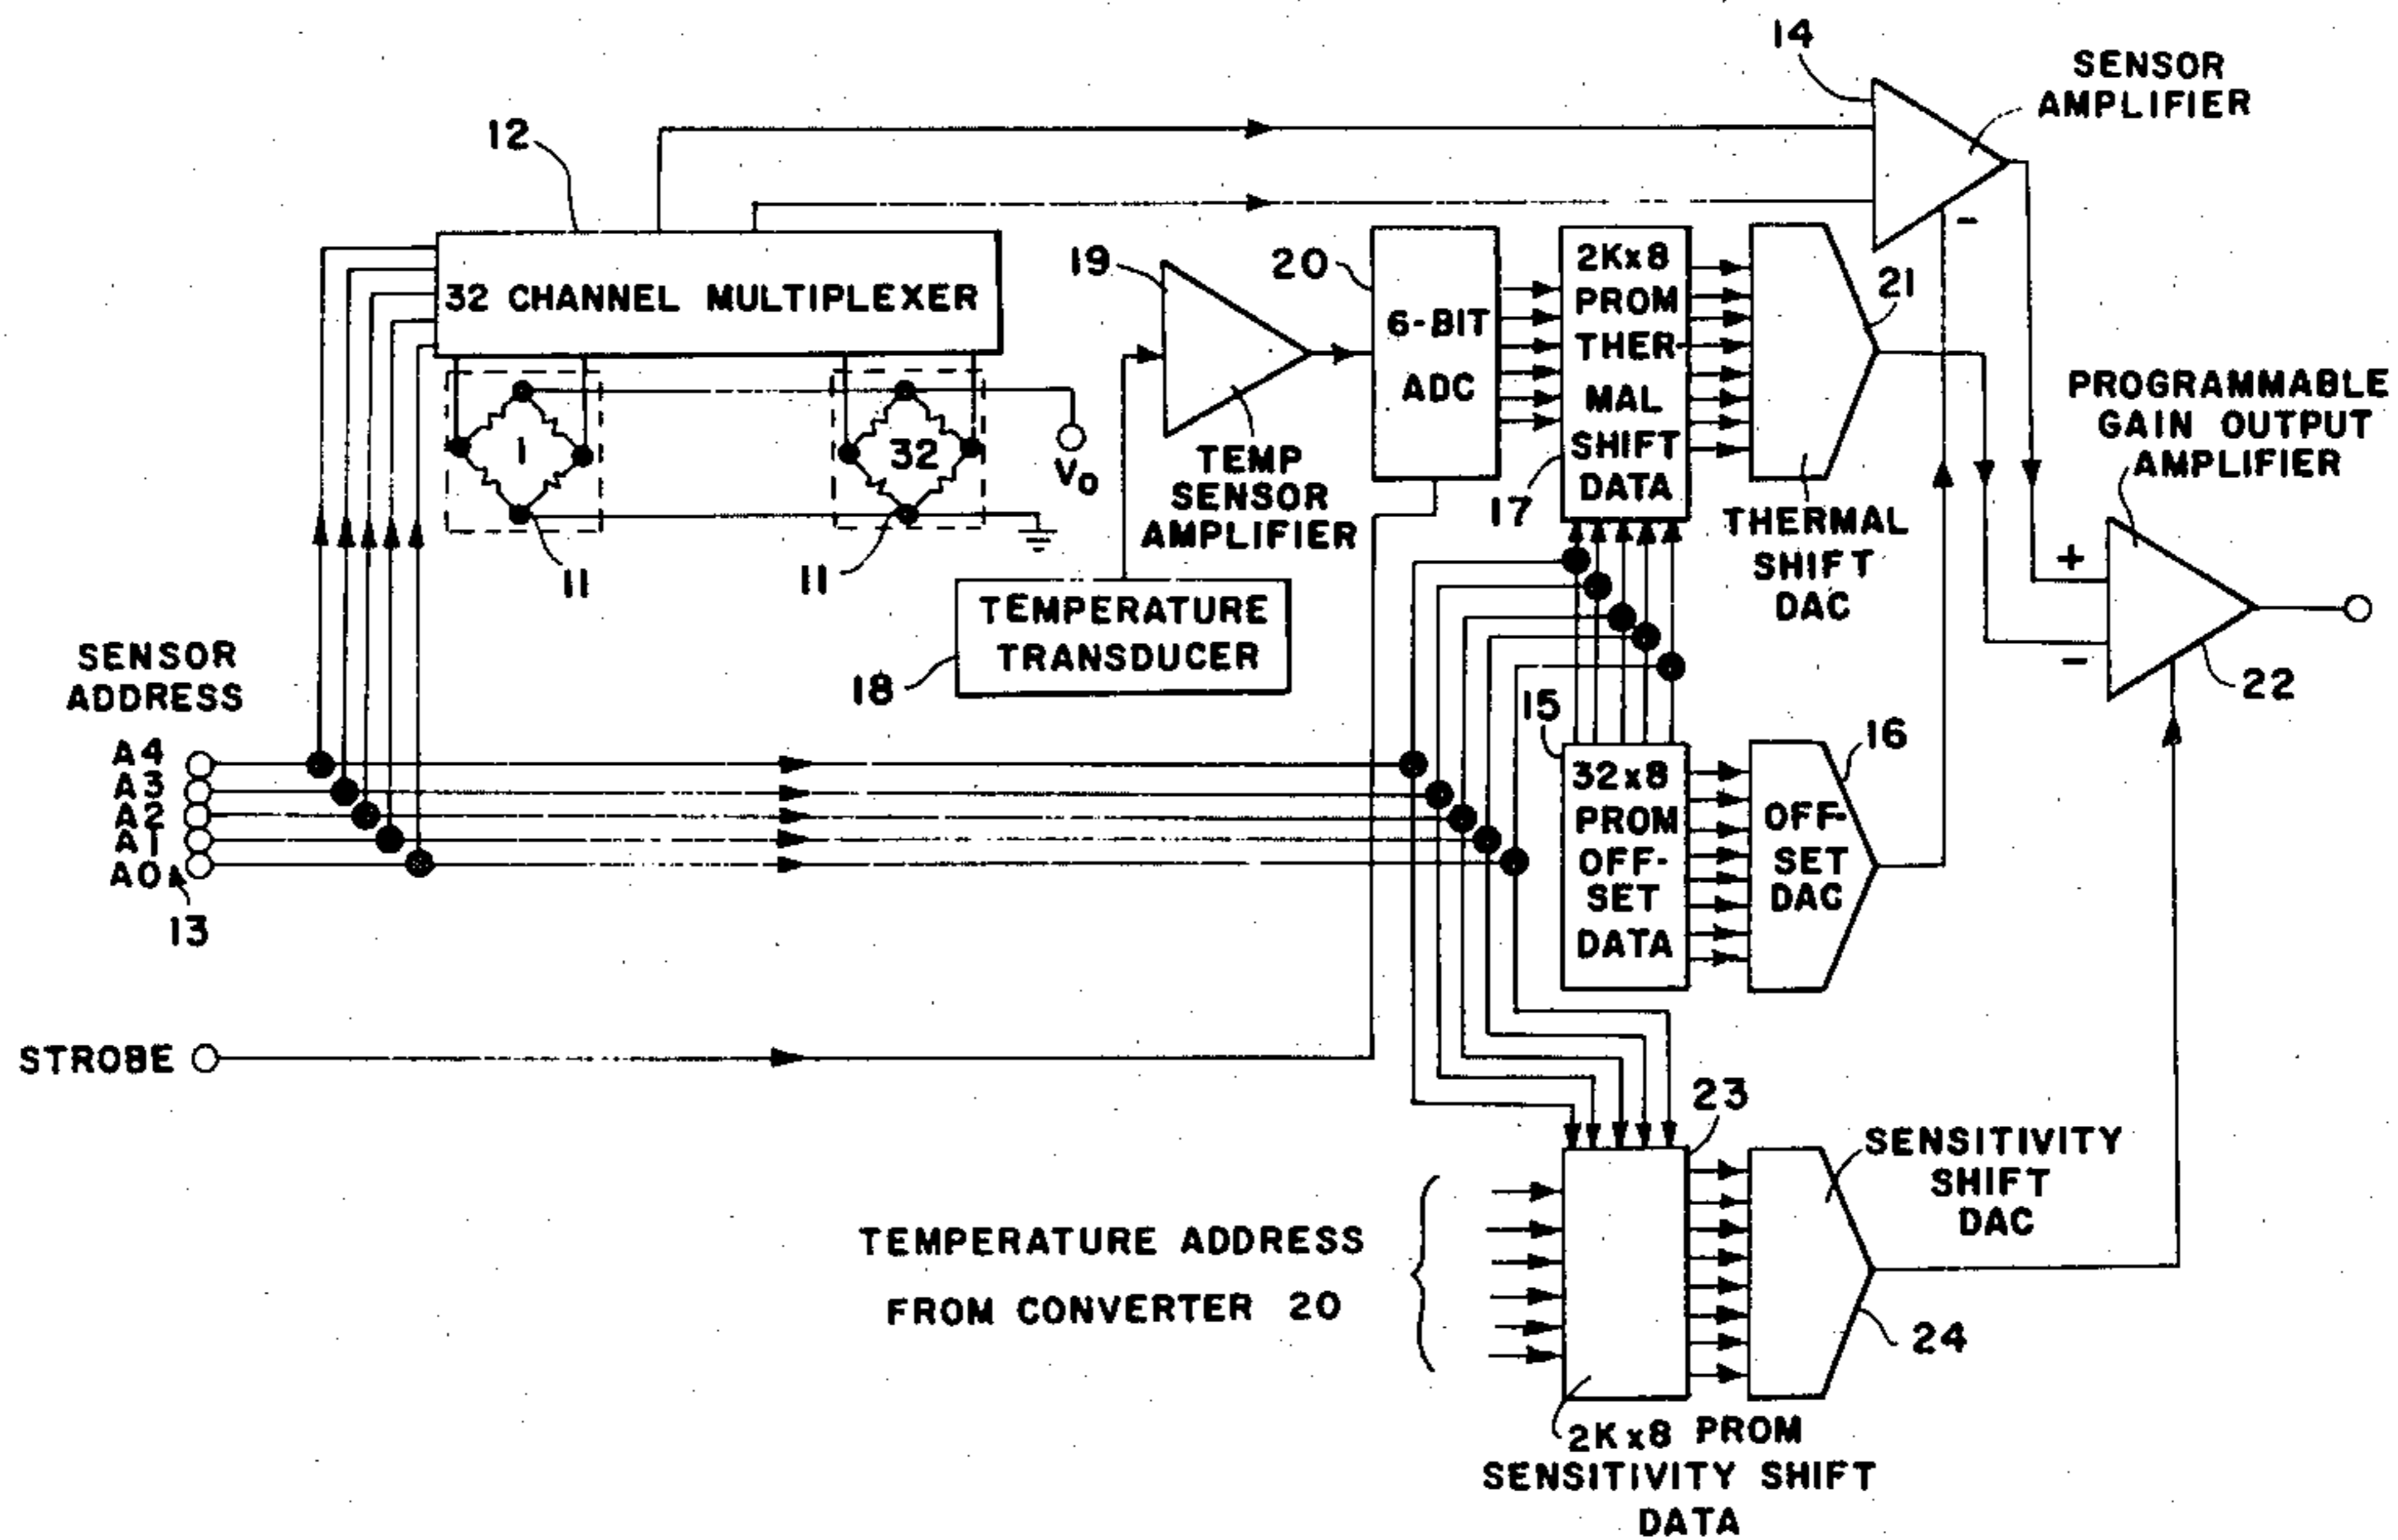 14
SENSOR
AMPLIFIER
12
32 CHANNEL MULTIPLEXER
19
20
6-BIT
ADC
2Kx8
PROM
THER-
MAL
SHIFT
DATA
17
21
THERMAL
SHIFT
DAC
-
PROGRAMMABLE
GAIN OUTPUT
AMPLIFIER
1
32
V0
11
11
TEMP
SENSOR
AMPLIFIER
TEMPERATURE
TRANSDUCER
18
+
-
22
SENSOR
ADDRESS
A4
A3
A2
A1
A0
13
15
32x8
PROM
OFF-
SET
DATA
16
OFF-
SET
DAC
STROBE
23
TEMPERATURE ADDRESS
FROM CONVERTER 20
SENSITIVITY
SHIFT
DAC
24
2Kx8 PROM
SENSITIVITY SHIFT
DATA